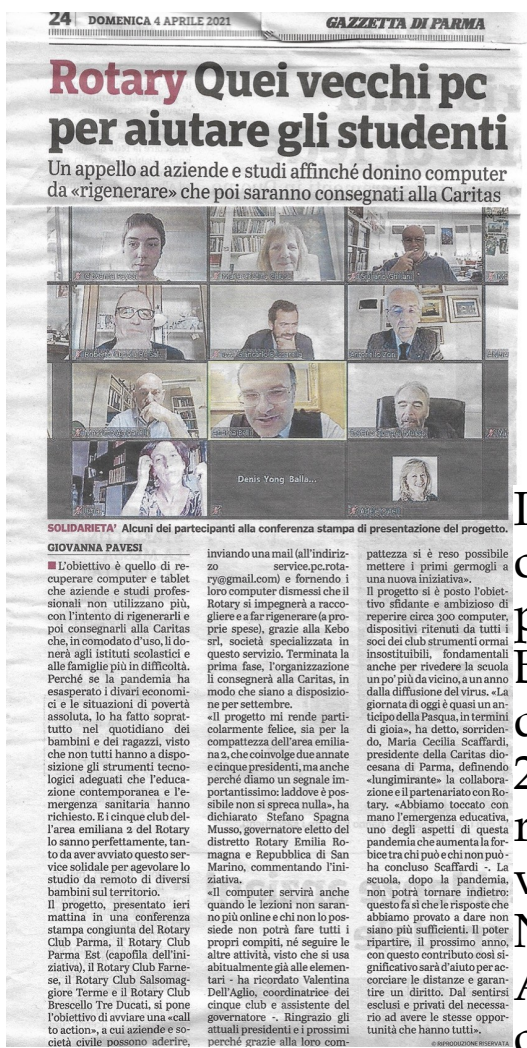 24 DOMENICA 4 APRILE 2021 GAZZETTA DI PARMA
Rotary Quei vecchi pc
per aiutare gli studenti
Un appello ad aziende e studi affinché donino computer
da «rigenerare» che poi saranno consegnati alla Caritas
Denis Yong Balla...
SOLIDARIETA' Alcuni dei partecipanti alla conferenza stampa di presentazione del progetto.
GIOVANNA PAVESI
L'obiettivo è quello di re-
cuperare computer e tablet
che aziende e studi profes-
sionali non utilizzano più,
con l'intento di rigenerarli e
poi consegnarli alla Caritas
che, in comodato d'uso, li do-
nerà agli istituti scolastici e
alle famiglie più in difficoltà.
Perché se la pandemia ha
esasperato i divari economi-
ci e le situazioni di povertà
assoluta, lo ha fatto soprat-
tutto nel quotidiano dei
bambini e dei ragazzi, visto
che non tutti hanno a dispo-
sizione gli strumenti tecno-
logici adeguati che l'educa-
zione contemporanea e l'e-
mergenza sanitaria hanno
richiesto. E i cinque club del-
l'area emiliana 2 del Rotary
lo sanno perfettamente, tan-
to da aver avviato questo ser-
vice solidale per agevolare lo
studio da remoto di diversi
bambini sul territorio.
Il progetto, presentato ieri
mattina in una conferenza
stampa congiunta del Rotary
Club Parma, il Rotary Club
Parma Est (capofila dell'ini-
ziativa), il Rotary Club Farne-
se, il Rotary Club Salsomag-
giore Terme e il Rotary Club
Brescello Tre Ducati, si pone
l'obiettivo di avviare una «call
to action», a cui aziende e so-
cietà civile possono aderire,
inviando una mail (all'indiriz-
zo service.pc.rota-
ry@gmail.com) e fornendo i
loro computer dismessi che il
Rotary si impegnerà a racco-
gliere e a far rigenerare (a pro-
prie spese), grazie alla Kebo
srl, società specializzata in
questo servizio. Terminata la
prima fase, l'organizzazione
li consegnerà alla Caritas, in
modo che siano a disposizio-
ne per settembre.
«Il progetto mi rende parti-
colarmente felice, sia per la
compattezza dell'area emilia-
na 2, che coinvolge due annate
e cinque presidenti, ma anche
perché diamo un segnale im-
portantissimo: laddove è pos-
sibile non si spreca nulla», ha
dichiarato Stefano Spagna
Musso, governatore eletto del
distretto Rotary Emilia Ro-
magna e Repubblica di San
Marino, commentando l'ini-
ziativa.
«Il computer servirà anche
quando le lezioni non saran-
no più online e chi non lo pos-
siede non potrà fare tutti i
propri compiti, né seguire le
altre attività, visto che si usa
abitualmente già alle elemen-
tari - ha ricordato Valentina
Dell'Aglio, coordinatrice dei
cinque club e assistente del
governatore -. Ringrazio gli
attuali presidenti e i prossimi
perché grazie alla loro com-
pattezza si è reso possibile
mettere i primi germogli a
una nuova iniziativa».
Il progetto si è posto l'obiet-
tivo sfidante e ambizioso di
reperire circa 300 computer,
dispositivi ritenuti da tutti i
soci dei club strumenti ormai
insostituibili, fondamentali
anche per rivedere la scuola
un po' più da vicino, a un anno
dalla diffusione del virus. «La
giornata di oggi è quasi un an-
ticipo della Pasqua, in termini
di gioia», ha detto, sorriden-
do, Maria Cecilia Scaffardi,
presidente della Caritas dio-
cesana di Parma, definendo
«lungimirante» la collabora-
zione e il partenariato con Ro-
tary. «Abbiamo toccato con
mano l'emergenza educativa,
uno degli aspetti di questa
pandemia che aumenta la for-
bice tra chi può e chi non può -
ha concluso Scaffardi -. La
scuola, dopo la pandemia,
non potrà tornare indietro:
questo fa sì che le risposte che
abbiamo provato a dare non
siano più sufficienti. Il poter
ripartire, il prossimo anno,
con questo contributo così si-
gnificativo sarà d'aiuto per ac-
corciare le distanze e garan-
tire un diritto. Dal sentirsi
esclusi e privati del necessa-
rio ad avere le stesse oppor-
tunità che hanno tutti».
© RIPRODUZIONE RISERVATA